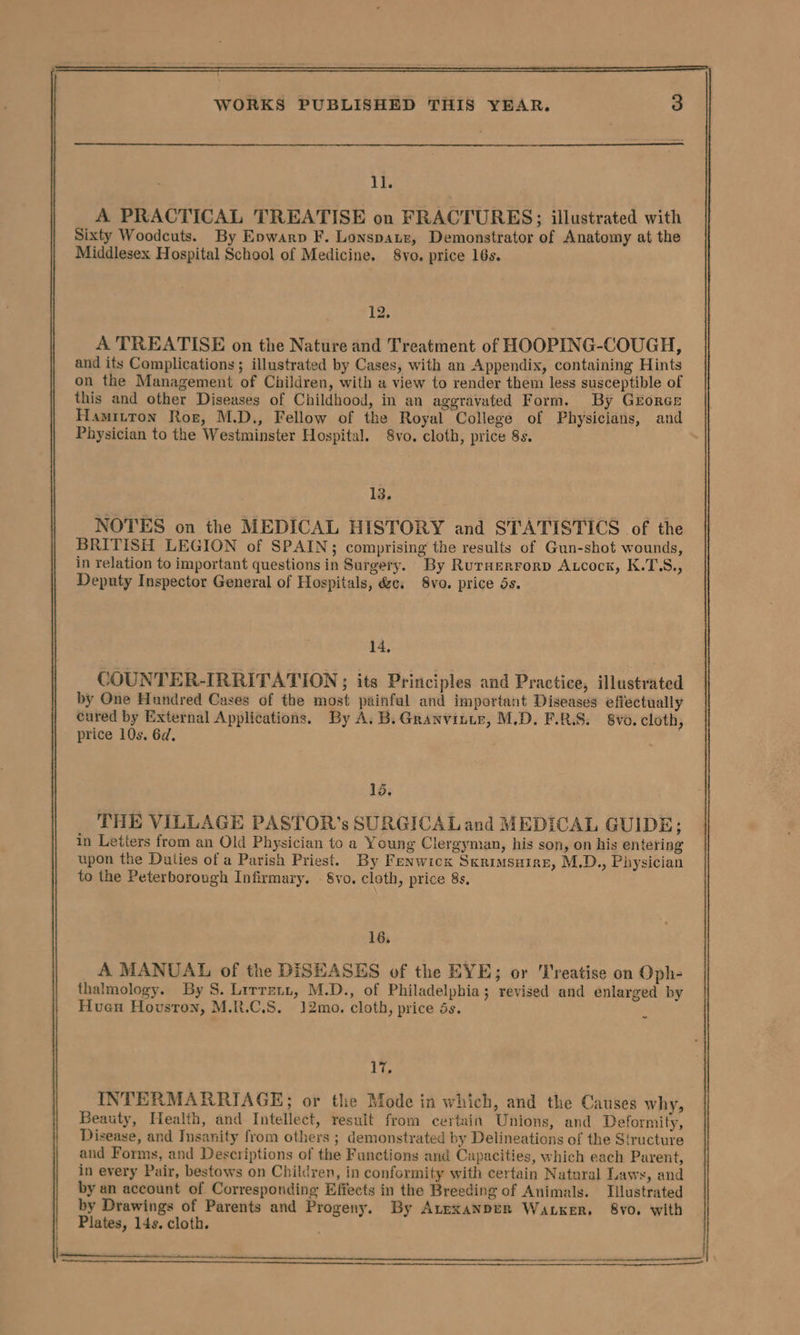 WORKS PUBLISHED THIS YEAR. 3
11.
A PRACTICAL TREATISE on FRACTURES; illustrated with
Sixty Woodcuts. By Edward F. Lonsdale, Demonstrator of Anatomy at the
Middlesex Hospital School of Medicine. 8vo. price 16s.
12.
A TREATISE on the Nature and Treatment of HOOPING-COUGH,
and its Complications; illustrated by Cases, with an Appendix, containing Hints
on the Management of Children, with a view to render them less susceptible of
this and other Diseases of Childhood, in an aggravated Form. By George
Hamilton Roe, M.D., Fellow of the Royal College of Physicians, and
Physician to the Westminster Hospital. 8vo. cloth, price 8s.
13.
NOTES on the MEDICAL HISTORY and STATISTICS of the
BRITISH LEGION of SPAIN; comprising the results of Gun-shot wounds,
in relation to important questions in Surgery. By Rutherford Alcock, K.T.S.,
Deputy Inspector General of Hospitals, &c. 8vo. price 5s.
14.
COUNTER-IRRITATION; its Principles and Practice, illustrated
by One Hundred Cases of the most painful and important Diseases effectually
cured by External Applications. By A. B. Granville, M.D. F.R.S. 8vo. cloth,
price 10s. 6d.
15.
THE VILLAGE PASTOR's SURGICAL and MEDICAL GUIDE;
in Letters from an Old Physician to a Young Clergyman, his son, on his entering
upon the Duties of a Parish Priest. By Fenwick Skrimshire, M.D., Physician
to the Peterborough Infirmary. 8vo. cloth, price 8s.
16.
A MANUAL of the DISEASES of the EYE; or Treatise on Oph-
thalmology. By S. Littell, M.D., of Philadelphia; revised and enlarged by
Hugh Houston, M.R.C.S. 12mo. cloth, price 5s.
17.
INTERMARRIAGE; or the Mode in which, and the Causes why,
Beauty, Health, and Intellect, result from certain Unions, and Deformity,
Disease, and Insanity from others; demonstrated by Delineations of the Structure
and Forms, and Descriptions of the Functions and Capacities, which each Parent,
in every Pair, bestows on Children, in conformity with certain Natural Laws, and
by an account of Corresponding Effects in the Breeding of Animals. Illustrated
by Drawings of Parents and Progeny. By Alexander Walker. 8vo. with
Plates, 14s. cloth.